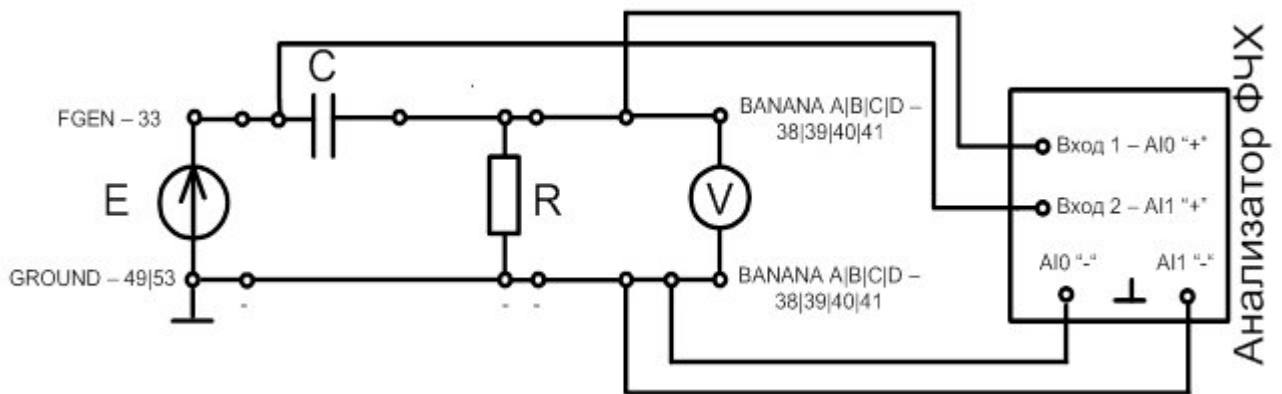 C
FGEN – 33
BANANA A|B|C|D –
38|39|40|41
E
R
V
GROUND – 49|53
-
-
-
BANANA A|B|C|D –
38|39|40|41
Вход 1 – AI0 “+”
Вход 2 – AI1 “+”
AI0 “-“
AI1 “-“
Анализатор ФЧХ